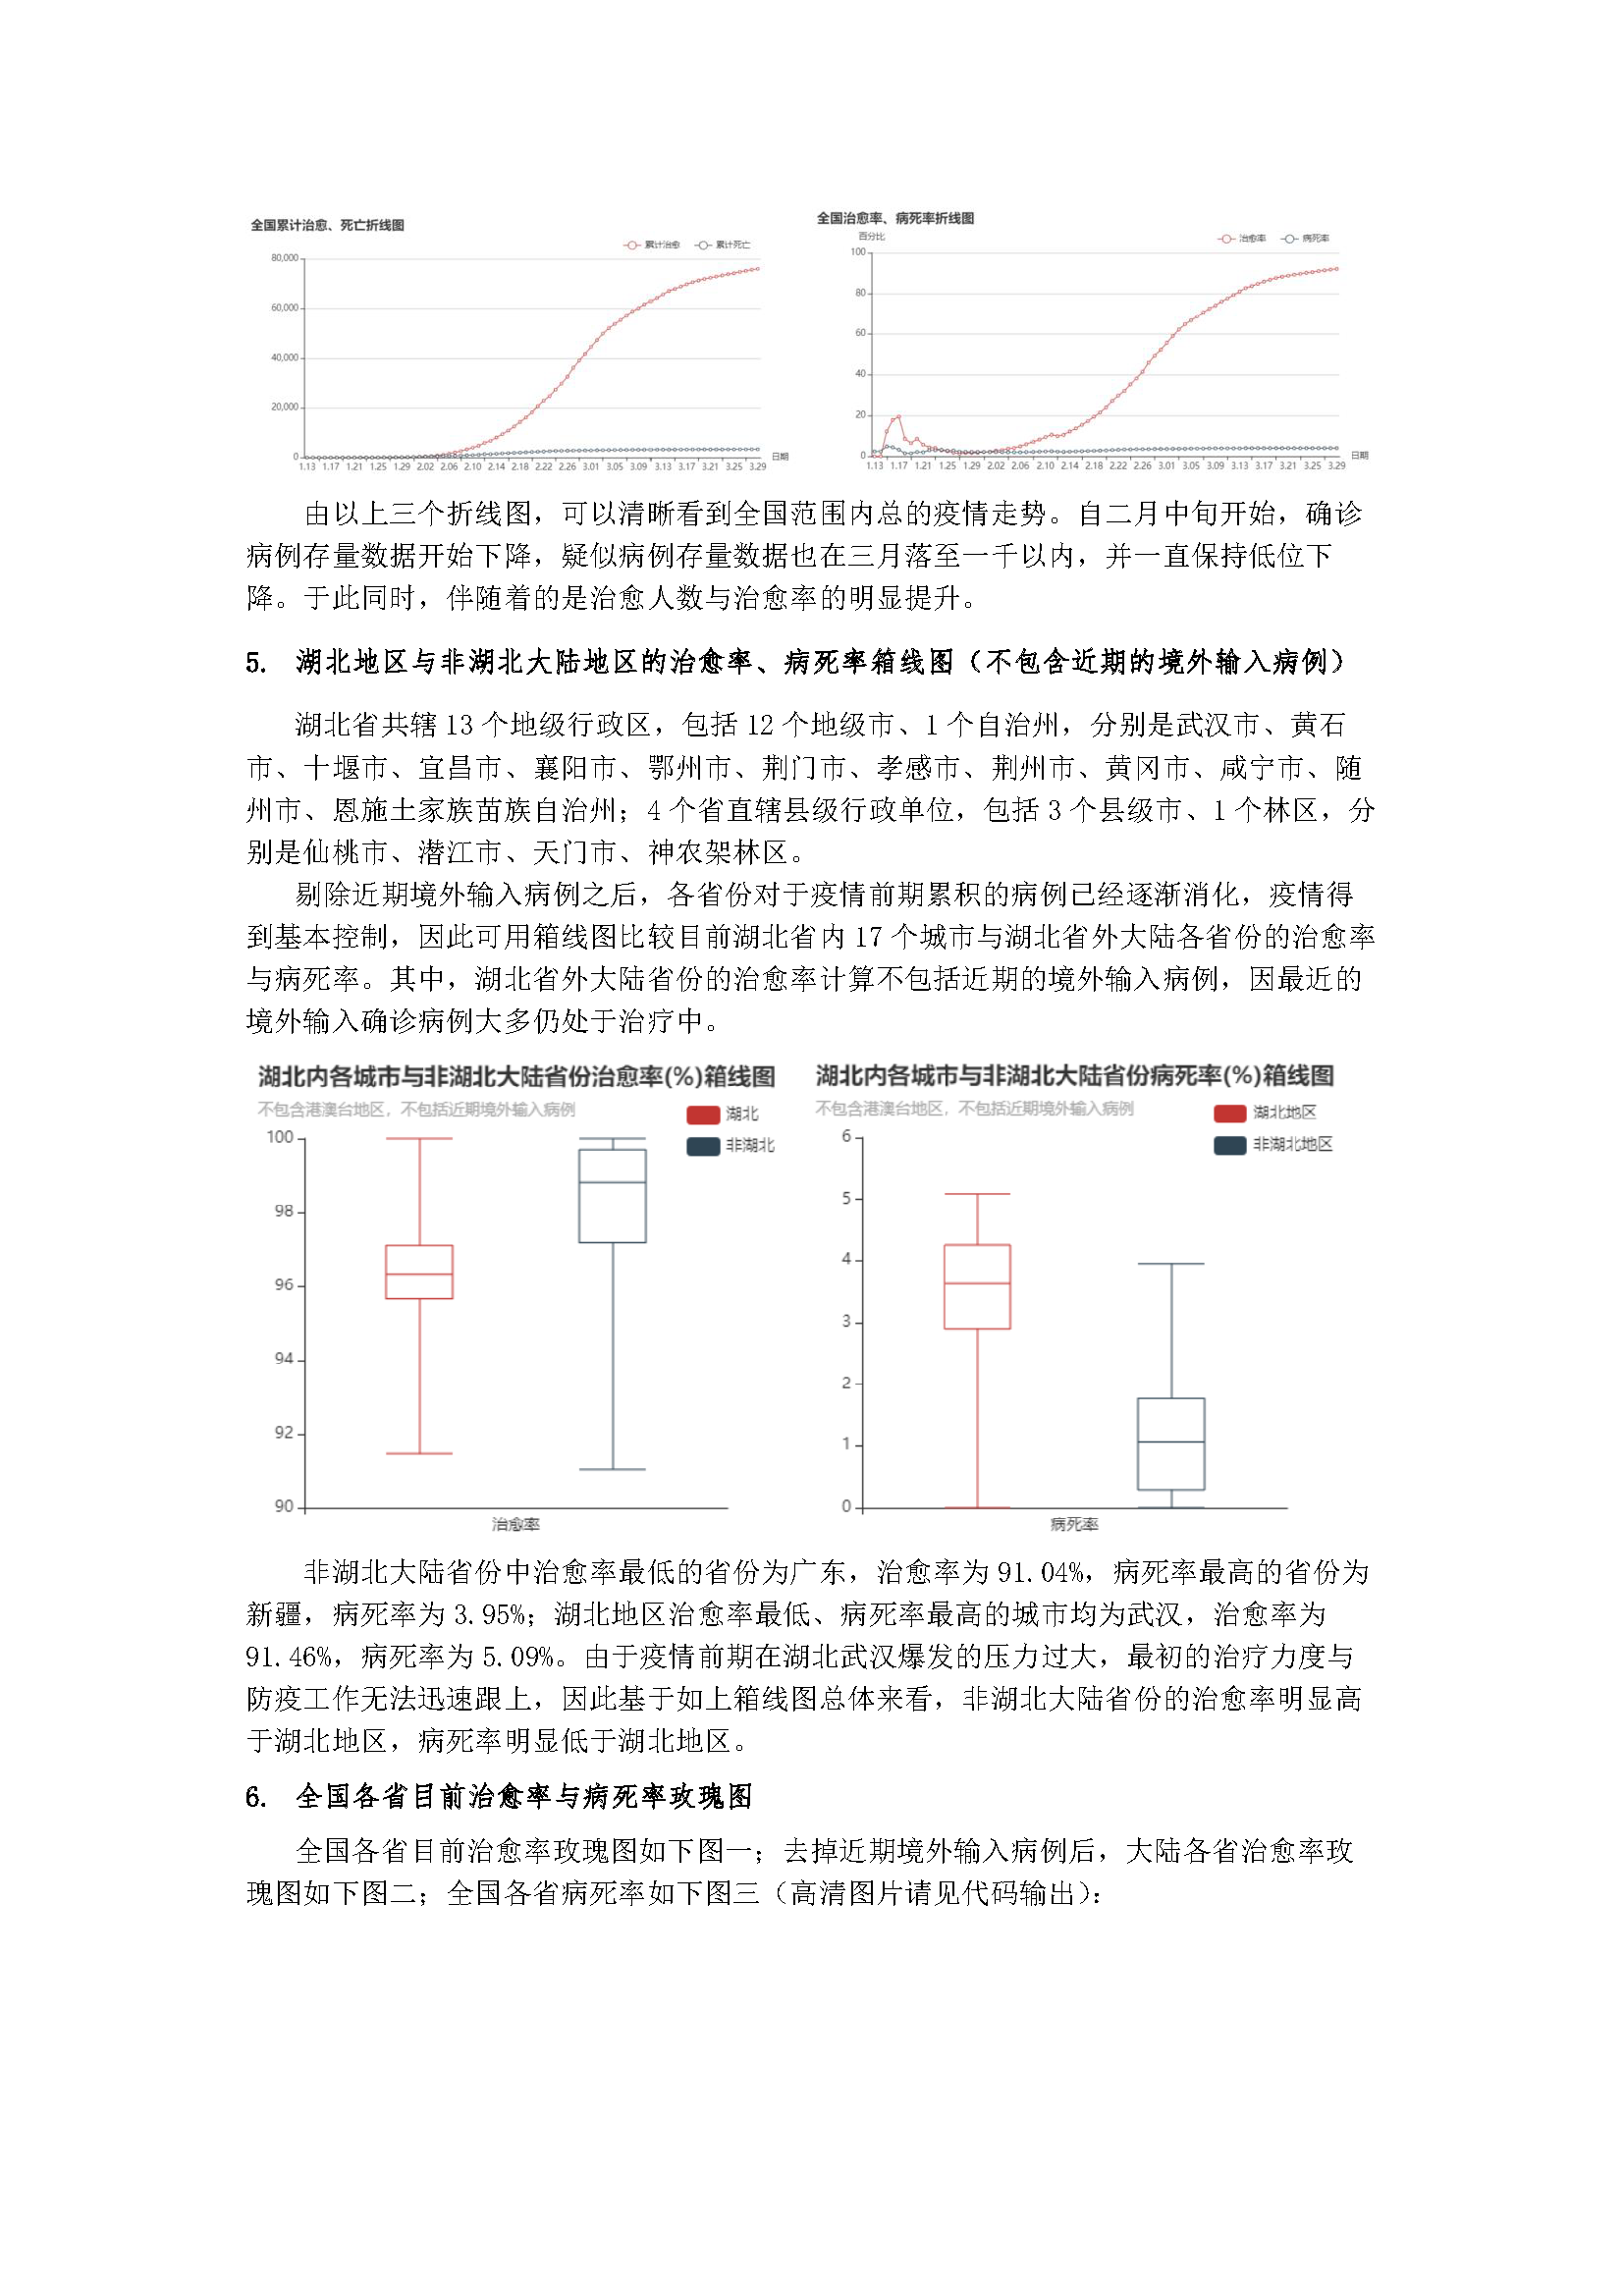 全国累计治愈、死亡折线图
累计治愈 累计死亡
80,000
60,000
40,000
20,000
0
1.13 1.17 1.21 1.25 1.29 2.02 2.06 2.10 2.14 2.18 2.22 2.26 3.01 3.05 3.09 3.13 3.17 3.21 3.25 3.29
日期
全国治愈率、病死率折线图
百分比
治愈率 病死率
100
80
60
40
20
0
1.13 1.17 1.21 1.25 1.29 2.02 2.06 2.10 2.14 2.18 2.22 2.26 3.01 3.05 3.09 3.13 3.17 3.21 3.25 3.29
日期
由以上三个折线图，可以清晰看到全国范围内总的疫情走势。自二月中旬开始，确诊
病例存量数据开始下降，疑似病例存量数据也在三月落至一千以内，并一直保持低位下
降。于此同时，伴随着的是治愈人数与治愈率的明显提升。
5. 湖北地区与非湖北大陆地区的治愈率、病死率箱线图（不包含近期的境外输入病例）
湖北省共辖 13 个地级行政区，包括 12 个地级市、1 个自治州，分别是武汉市、黄石
市、十堰市、宜昌市、襄阳市、鄂州市、荆门市、孝感市、荆州市、黄冈市、咸宁市、随
州市、恩施土家族苗族自治州；4 个省直辖县级行政单位，包括 3 个县级市、1 个林区，分
别是仙桃市、潜江市、天门市、神农架林区。
剔除近期境外输入病例之后，各省份对于疫情前期累积的病例已经逐渐消化，疫情得
到基本控制，因此可用箱线图比较目前湖北省内 17 个城市与湖北省外大陆各省份的治愈率
与病死率。其中，湖北省外大陆省份的治愈率计算不包括近期的境外输入病例，因最近的
境外输入确诊病例大多仍处于治疗中。
湖北内各城市与非湖北大陆省份治愈率(%)箱线图
不包含港澳台地区，不包括近期境外输入病例
湖北
非湖北
100
98
96
94
92
90
治愈率
湖北内各城市与非湖北大陆省份病死率(%)箱线图
不包含港澳台地区，不包括近期境外输入病例
湖北地区
非湖北地区
6
5
4
3
2
1
0
病死率
非湖北大陆省份中治愈率最低的省份为广东，治愈率为 91.04%，病死率最高的省份为
新疆，病死率为 3.95%；湖北地区治愈率最低、病死率最高的城市均为武汉，治愈率为
91.46%，病死率为 5.09%。由于疫情前期在湖北武汉爆发的压力过大，最初的治疗力度与
防疫工作无法迅速跟上，因此基于如上箱线图总体来看，非湖北大陆省份的治愈率明显高
于湖北地区，病死率明显低于湖北地区。
6. 全国各省目前治愈率与病死率玫瑰图
全国各省目前治愈率玫瑰图如下图一；去掉近期境外输入病例后，大陆各省治愈率玫
瑰图如下图二；全国各省病死率如下图三（高清图片请见代码输出）：